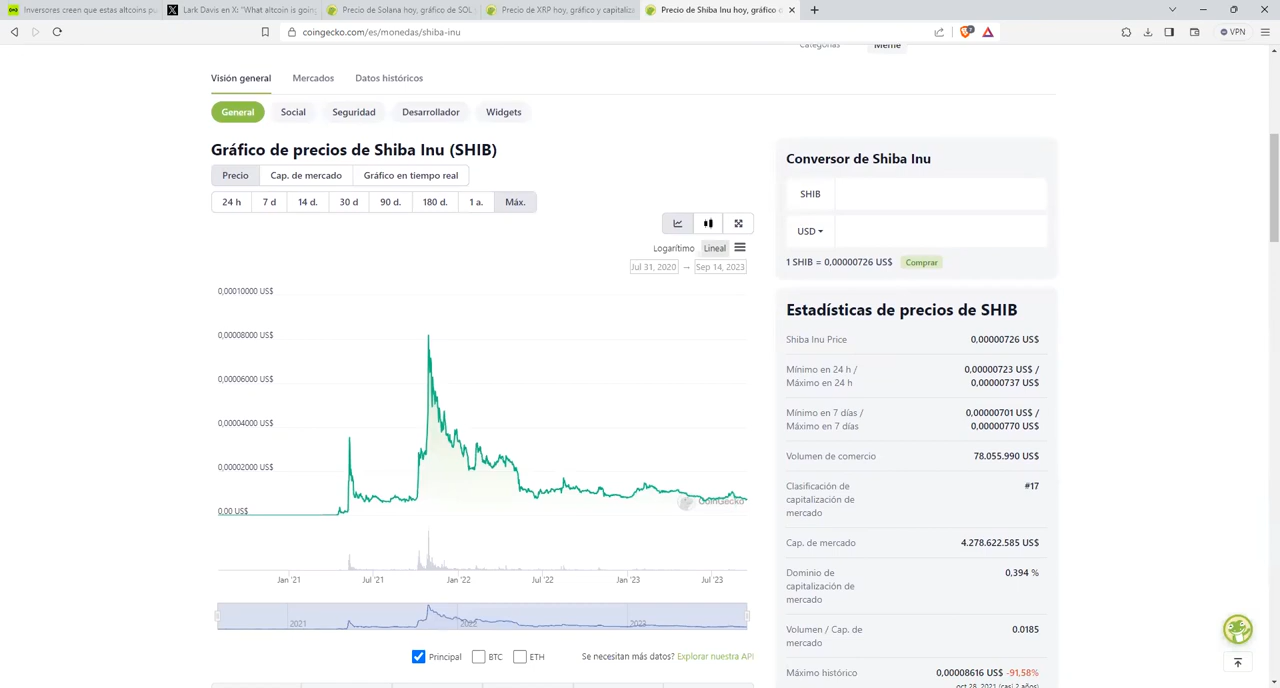 Inversores creen que estas altcoins pu
Lark Davis en X: "What altcoin is going
Precio de Solana hoy, gráfico de SOL
Precio de XRP hoy, gráfico y capitaliz
Precio de Shiba Inu hoy, gráfico
coingecko.com/es/monedas/shiba-inu
VPN
Categorías
Meme
Visión general
Mercados
Datos históricos
General
Social
Seguridad
Desarrollador
Widgets
Gráfico de precios de Shiba Inu (SHIB)
Precio
Cap. de mercado
Gráfico en tiempo real
24 h
7 d
14 d.
30 d
90 d.
180 d.
1 a.
Máx.
Logarítmo
Lineal
Jul 31, 2020 → Sep 14, 2023
0,00010000 US$
0,00008000 US$
0,00006000 US$
0,00004000 US$
0,00002000 US$
0,00 US$
CoinGecko
Jan '21
Jul '21
Jan '22
Jul '22
Jan '23
Jul '23
2021
2022
2023
Principal
BTC
ETH
Se necesitan más datos? Explorar nuestra API
Conversor de Shiba Inu
SHIB
USD
1 SHIB = 0,00000726 US$
Comprar
Estadísticas de precios de SHIB
Shiba Inu Price
0,00000726 US$
Mínimo en 24 h /
Máximo en 24 h
0,00000723 US$ /
0,00000737 US$
Mínimo en 7 días /
Máximo en 7 días
0,00000701 US$ /
0,00000770 US$
Volumen de comercio
78.055.990 US$
Clasificación de
capitalización de
mercado
#17
Cap. de mercado
4.278.622.585 US$
Dominio de
capitalización de
mercado
0,394 %
Volumen / Cap. de
mercado
0.0185
Máximo histórico
0,00008616 US$ -91,58%
oct 28, 2021 (casi 2 años)